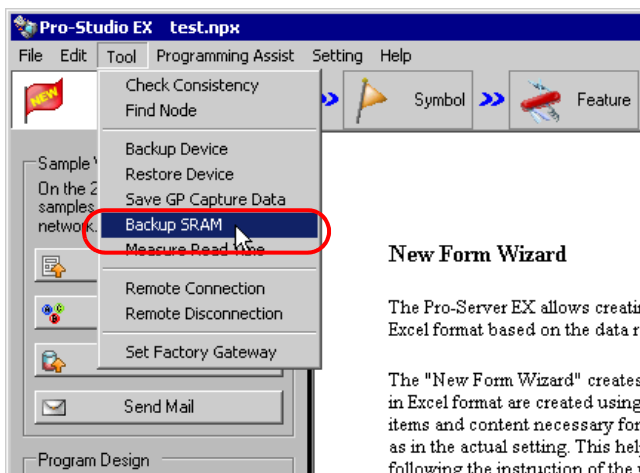 Pro-Studio EX test.npx
File Edit Tool Programming Assist Setting Help
NEW
Symbol
Feature
Check Consistency
Find Node
Backup Device
Restore Device
Save GP Capture Data
Backup SRAM
Measure Read Time
Remote Connection
Remote Disconnection
Set Factory Gateway
Sample
On the 2
samples
network.
Send Mail
Program Design
New Form Wizard
The Pro-Server EX allows creati
Excel format based on the data r
The "New Form Wizard" creates
in Excel format are created using
items and content necessary for
as in the actual setting. This hel
following the instruction of the